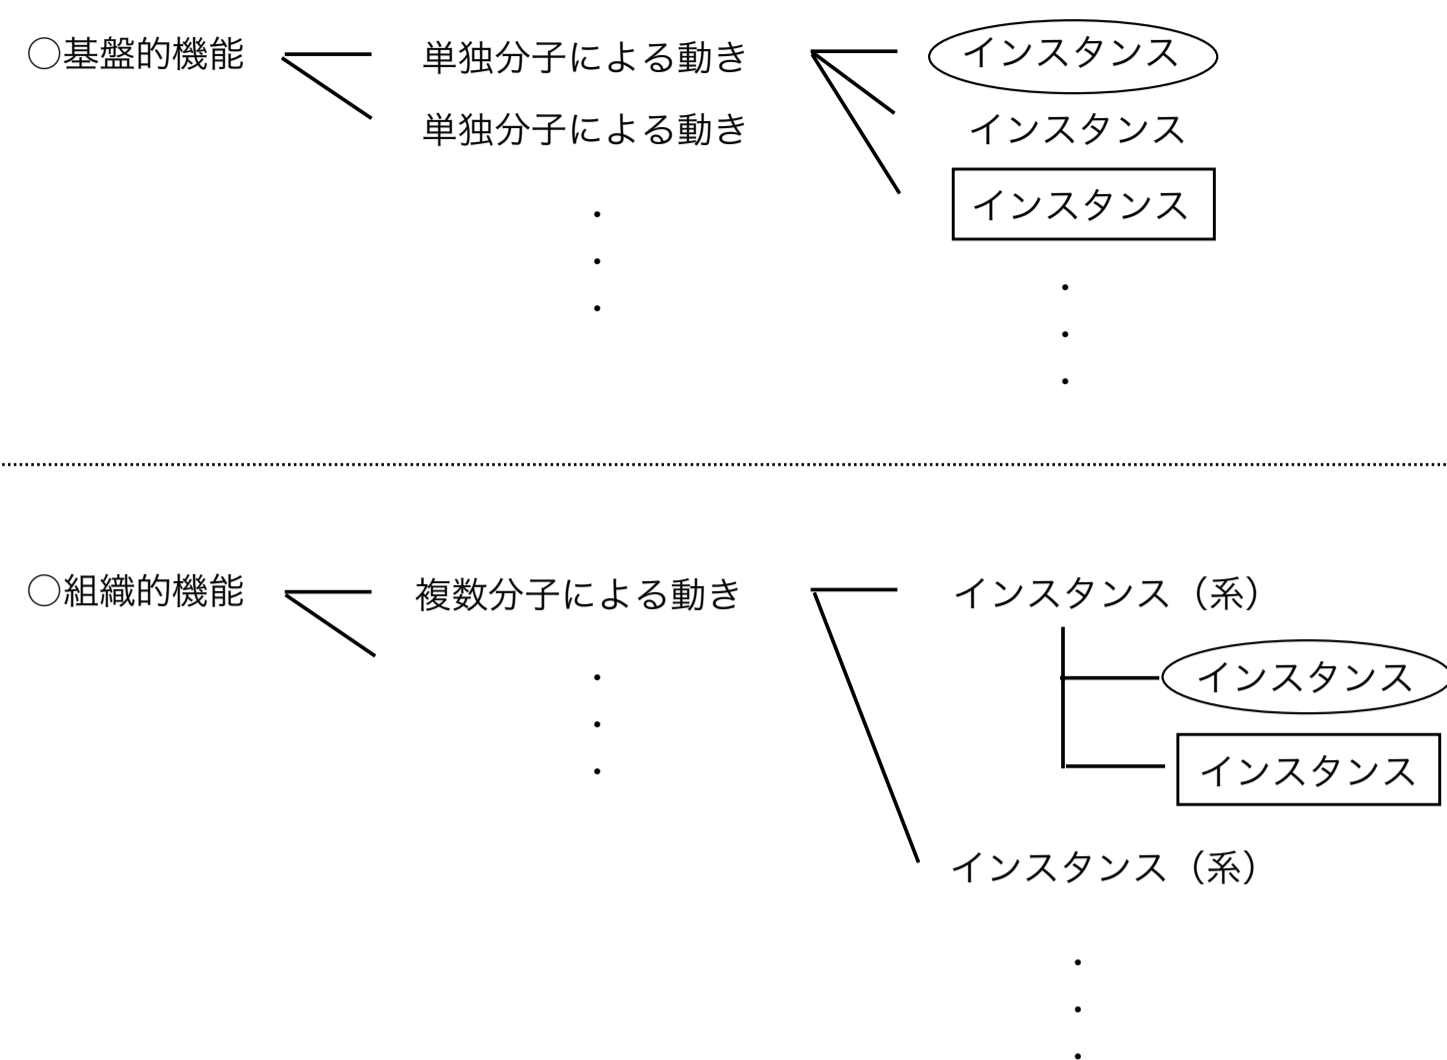 ○基盤的機能
単独分子による動き
インスタンス
単独分子による動き
インスタンス
インスタンス
○組織的機能
複数分子による動き
インスタンス（系）
インスタンス
インスタンス
インスタンス（系）